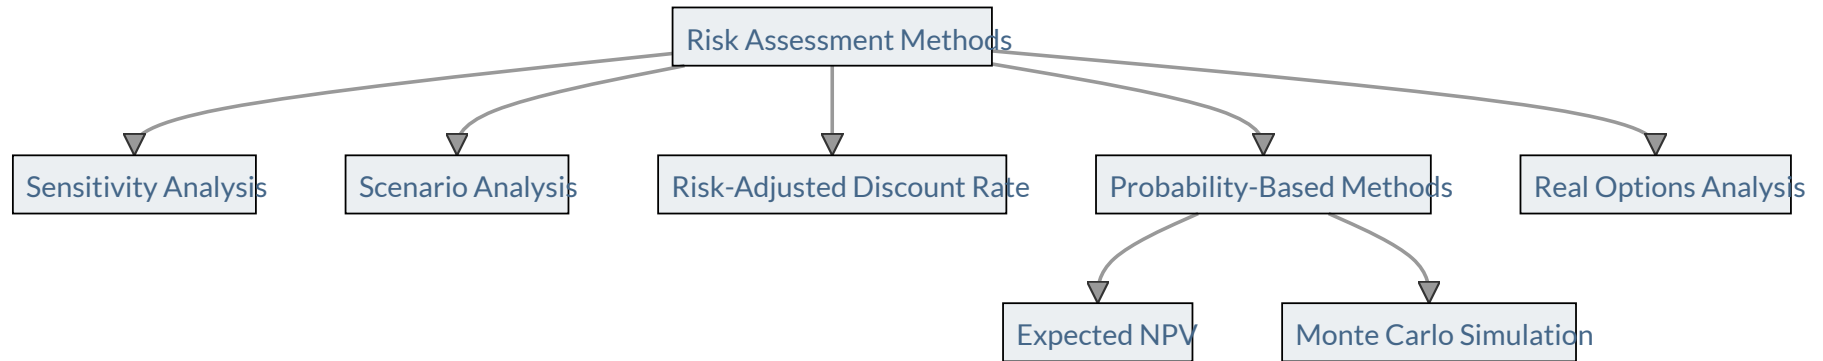 Risk Assessment Methods
Sensitivity Analysis
Scenario Analysis
Risk-Adjusted Discount Rate
Probability-Based Methods
Real Options Analysis
Expected NPV
Monte Carlo Simulation